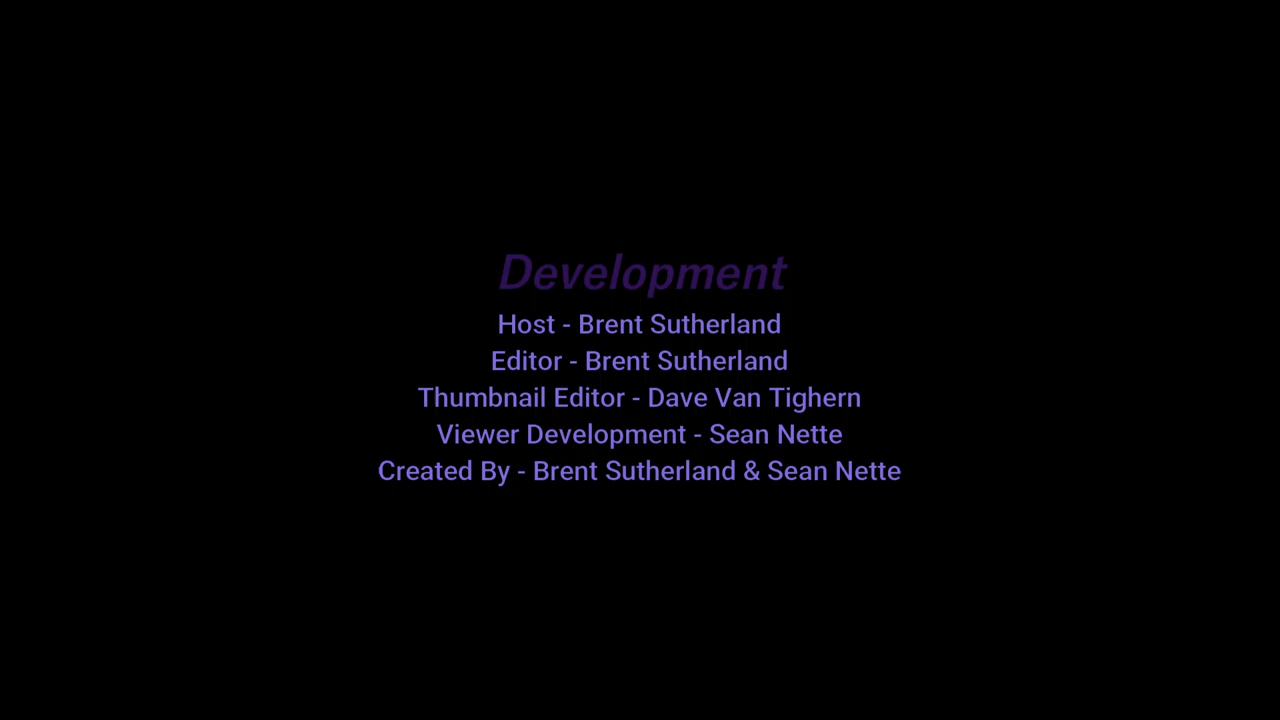 Development
Host - Brent Sutherland
Editor - Brent Sutherland
Thumbnail Editor - Dave Van Tighern
Viewer Development - Sean Nette
Created By - Brent Sutherland & Sean Nette